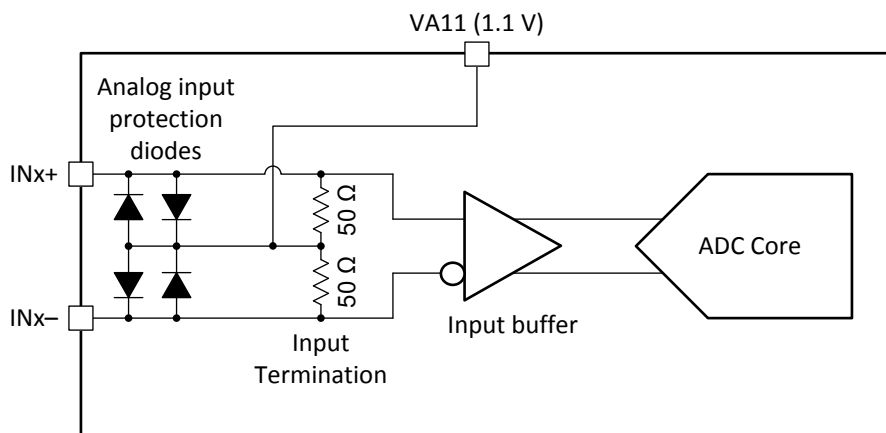 VA11 (1.1 V)
Analog input
protection
diodes
INx+
50 Ω
50 Ω
ADC Core
INx–
Input buffer
Input
Termination